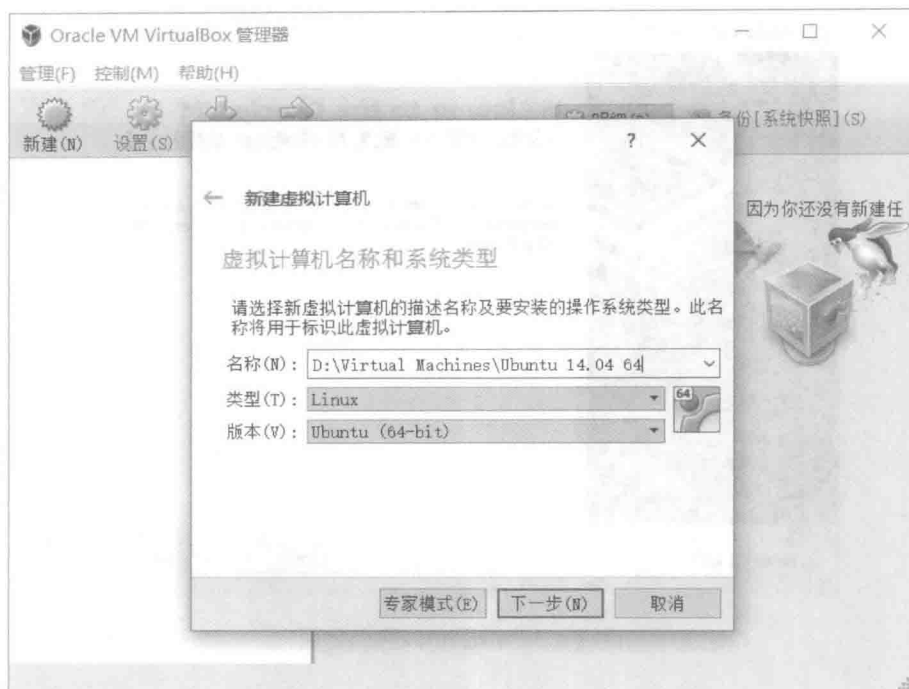 Oracle VM VirtualBox 管理器
管理(F) 控制(M) 帮助(H)
新建(N) 设置(S) 备份[系统快照](S)
? ×
← 新建虚拟计算机
因为你还没有新建任
虚拟计算机名称和系统类型
请选择新虚拟计算机的描述名称及要安装的操作系统类型。此名
称将用于标识此虚拟计算机。
名称(N): D:\Virtual Machines\Ubuntu 14.04 64
类型(T): Linux
64
版本(V): Ubuntu (64-bit)
专家模式(E) 下一步(N) 取消